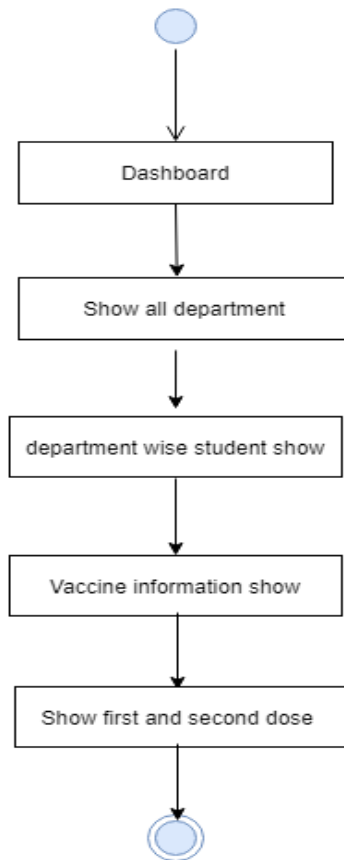 Dashboard
Show all department
department wise student show
Vaccine information show
Show first and second dose